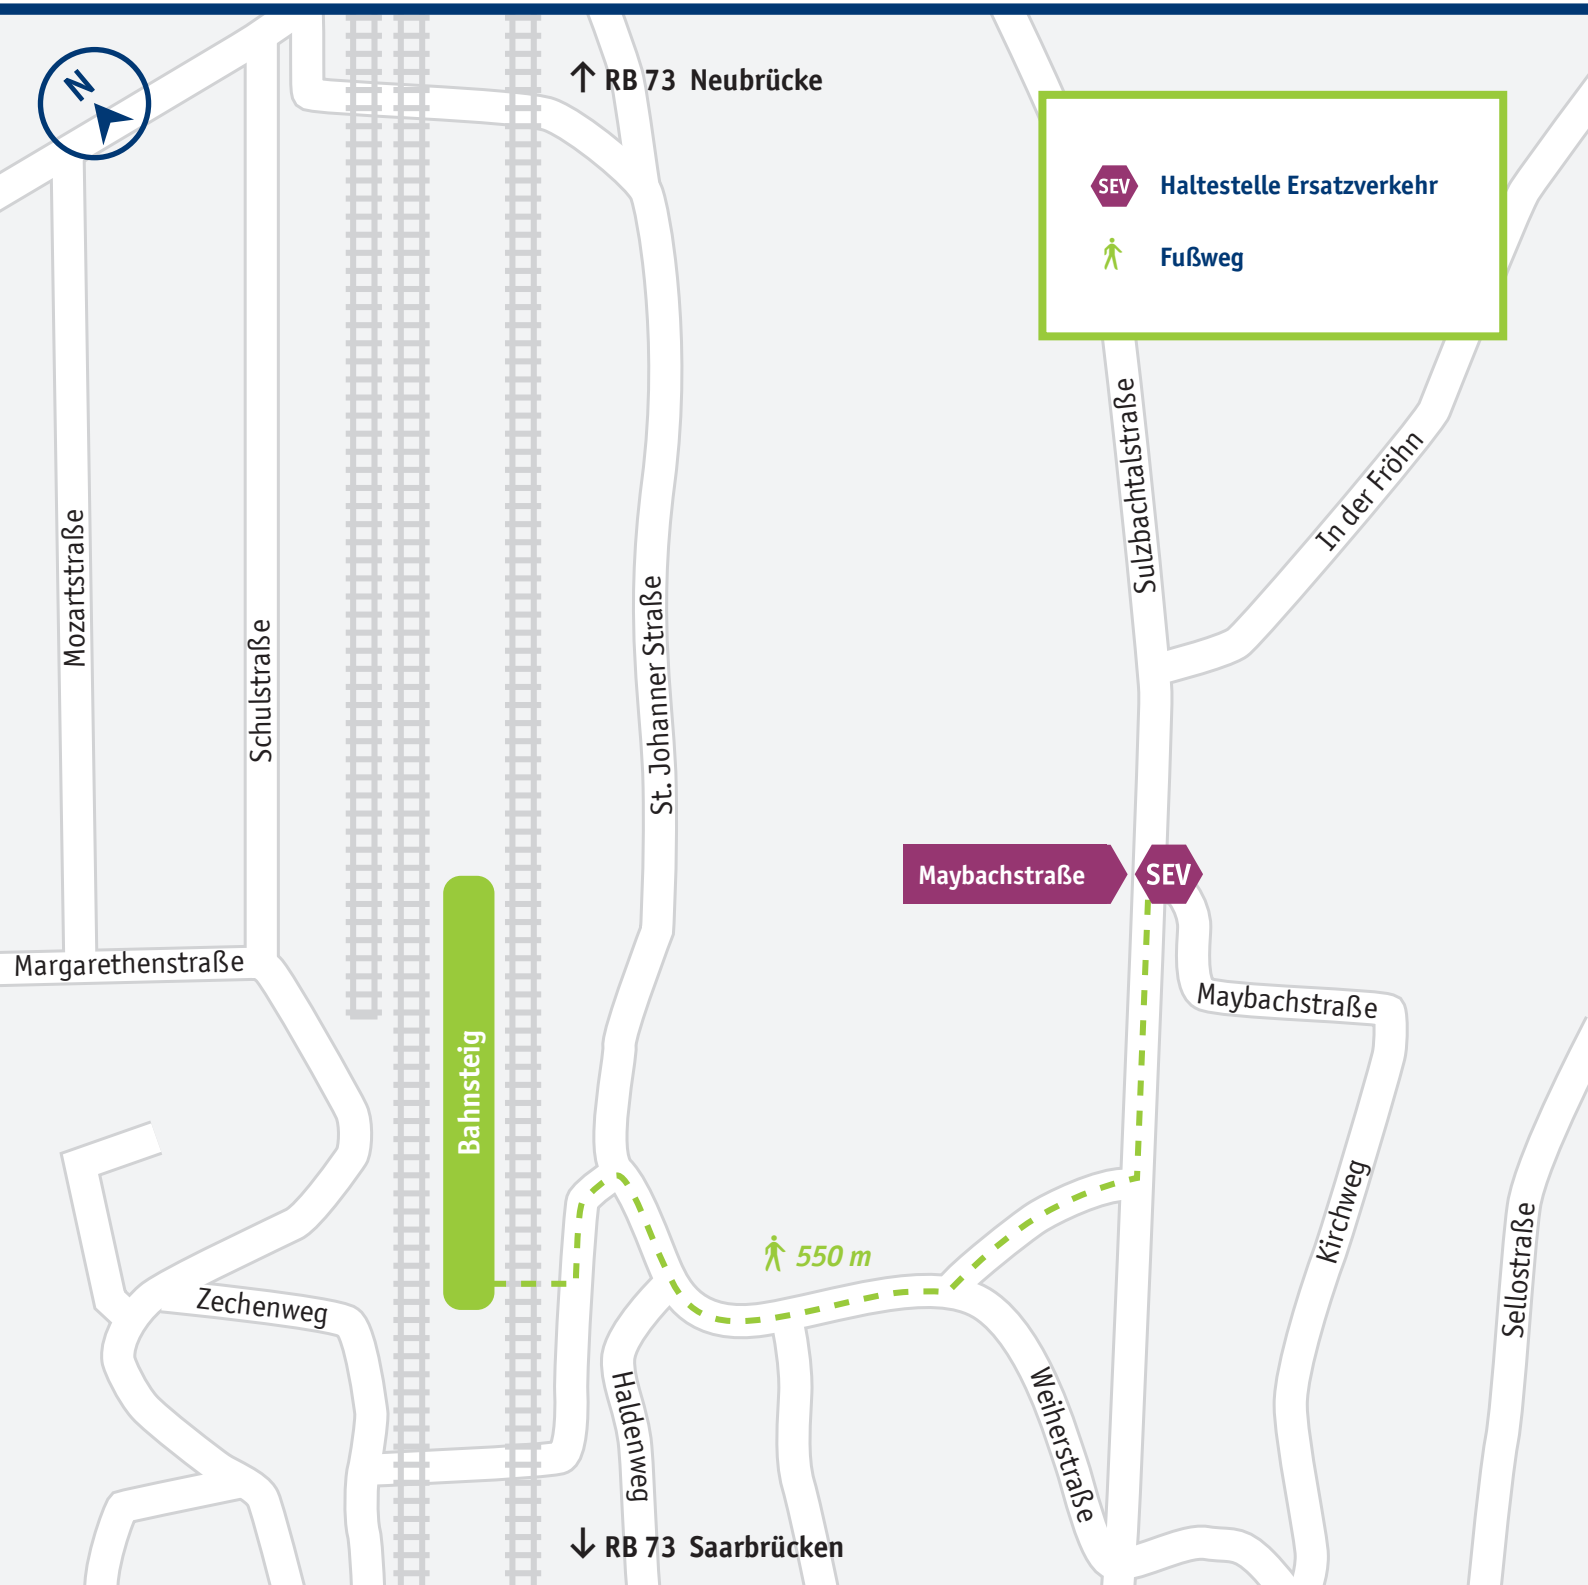 N
↑ RB 73 Neubrücke
SEV Haltestelle Ersatzverkehr
Fußweg
Sulzbachtalstraße
In der Fröhn
Mozartstraße
Schulstraße
St. Johanner Straße
Maybachstraße SEV
Margarethenstraße
Maybachstraße
Bahnsteig
Kirchweg
Sellostraße
550 m
Zechenweg
Haldenweg
Weiherstraße
↓ RB 73 Saarbrücken